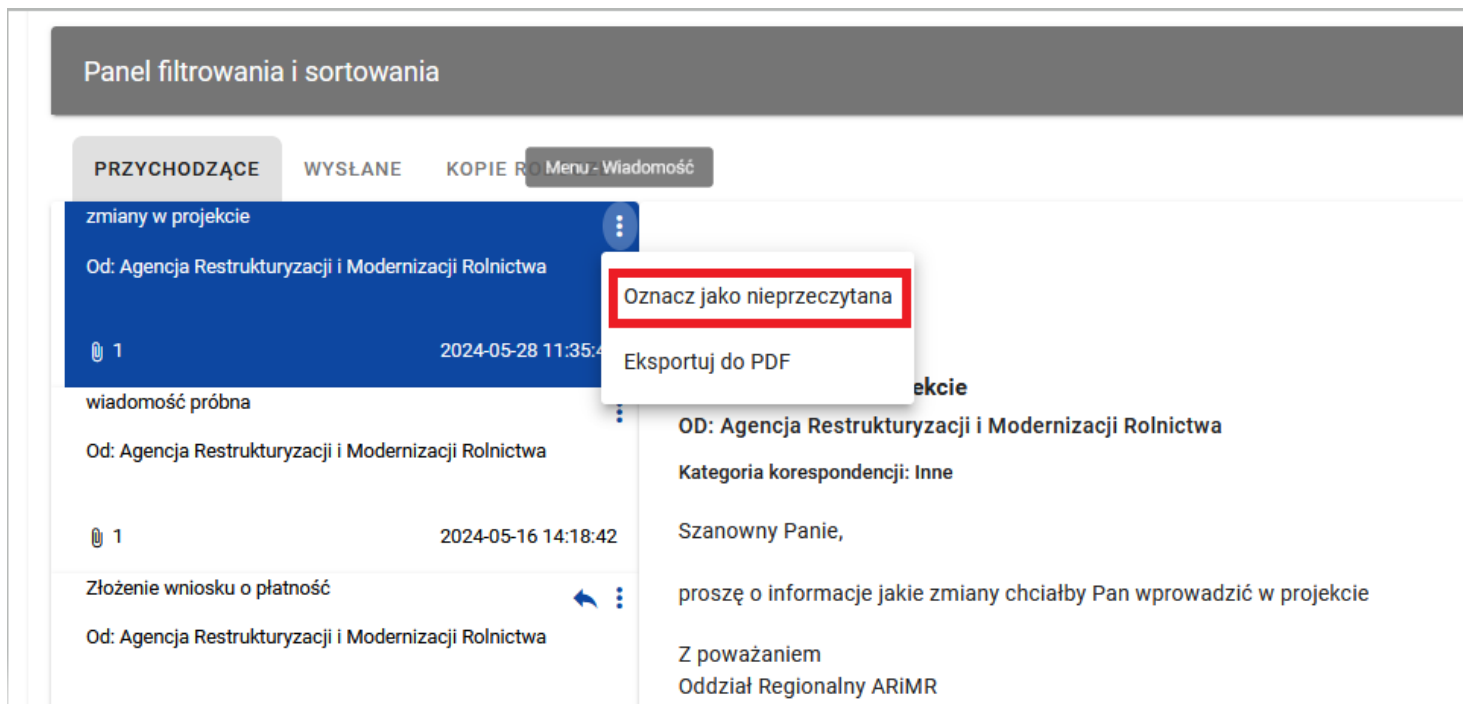 Panel filtrowania i sortowania
PRZYCHODZĄCE WYSŁANE KOPIE
Menu - Wiadomość
zmiany w projekcie
Od: Agencja Restrukturyzacji i Modernizacji Rolnictwa
1 2024-05-28 11:35:
Oznacz jako nieprzeczytana
Eksportuj do PDF
wiadomość próbna
Od: Agencja Restrukturyzacji i Modernizacji Rolnictwa
1 2024-05-16 14:18:42
Złożenie wniosku o płatność
Od: Agencja Restrukturyzacji i Modernizacji Rolnictwa
ekcie
OD: Agencja Restrukturyzacji i Modernizacji Rolnictwa
Kategoria korespondencji: Inne
Szanowny Panie,
proszę o informacje jakie zmiany chciałby Pan wprowadzić w projekcie
Z poważaniem
Oddział Regionalny ARiMR